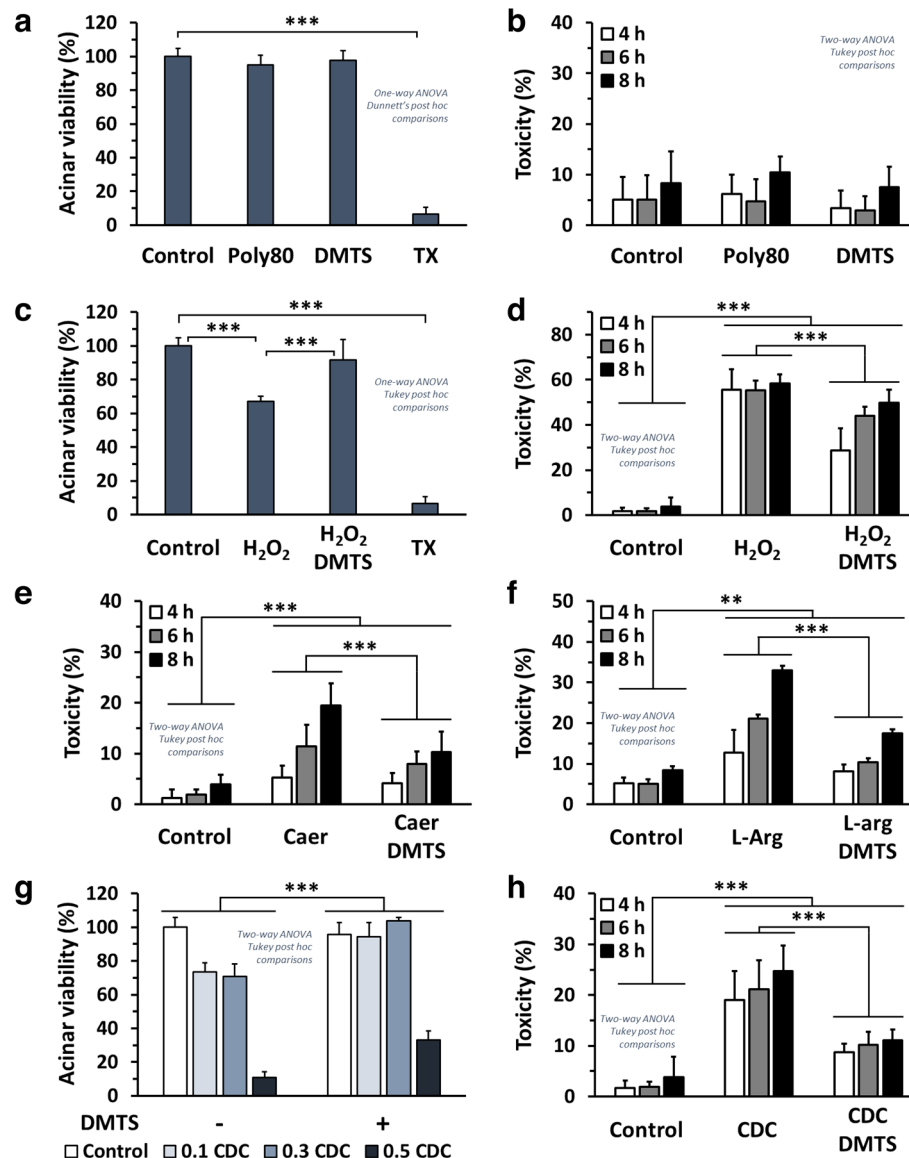 a
Acinar viability (%)
120
100
80
60
40
20
0
***
One-way ANOVA
Dunnett's post hoc
comparisons
Control Poly80 DMTS TX
b
Toxicity (%)
40
30
20
10
0
4 h
6 h
8 h
Two-way ANOVA
Tukey post hoc
comparisons
Control Poly80 DMTS
c
Acinar viability (%)
120
100
80
60
40
20
0
***
***
***
One-way ANOVA
Tukey post hoc
comparisons
Control H₂O₂ H₂O₂ TX
DMTS
d
Toxicity (%)
80
60
40
20
0
4 h
6 h
8 h
***
***
Two-way ANOVA
Tukey post hoc
comparisons
Control H₂O₂ H₂O₂
DMTS
e
Toxicity (%)
40
30
20
10
0
4 h
6 h
8 h
***
***
Two-way ANOVA
Tukey post hoc
comparisons
Control Caer Caer
DMTS
f
Toxicity (%)
50
40
30
20
10
0
4 h
6 h
8 h
**
***
Two-way ANOVA
Tukey post hoc
comparisons
Control L-Arg L-arg
DMTS
g
Acinar viability (%)
120
100
80
60
40
20
0
***
Two-way ANOVA
Tukey post hoc
comparisons
DMTS - +
Control 0.1 CDC 0.3 CDC 0.5 CDC
h
Toxicity (%)
40
30
20
10
0
4 h
6 h
8 h
***
***
Two-way ANOVA
Tukey post hoc
comparisons
Control CDC CDC
DMTS